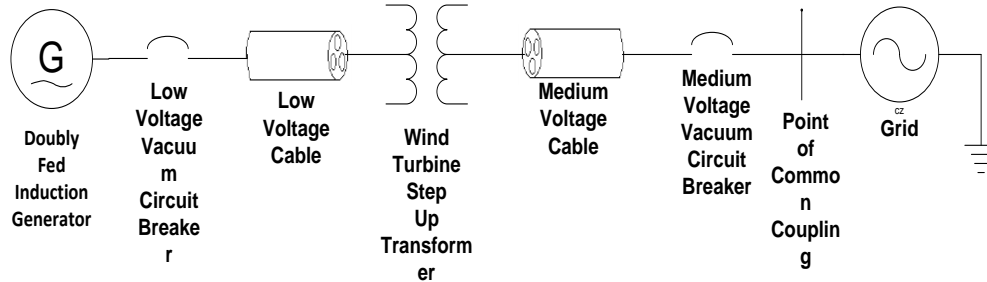 G
Doubly
Fed
Induction
Generator
Low
Voltage
Vacuu
m
Circuit
Breake
r
Low
Voltage
Cable
Wind
Turbine
Step
Up
Transform
er
Medium
Voltage
Cable
Medium
Voltage
Vacuum
Circuit
Breaker
Point
of
Commo
n
Couplin
g
cz
Grid